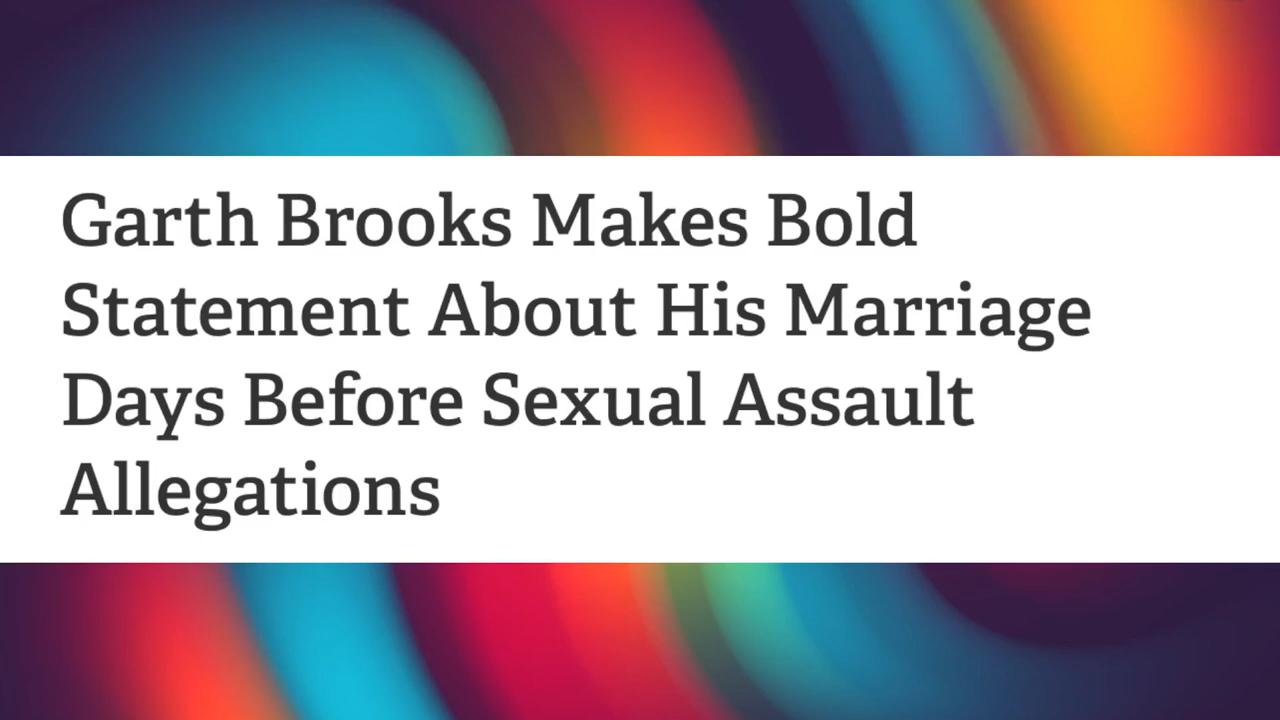 Garth Brooks Makes Bold
Statement About His Marriage
Days Before Sexual Assault
Allegations